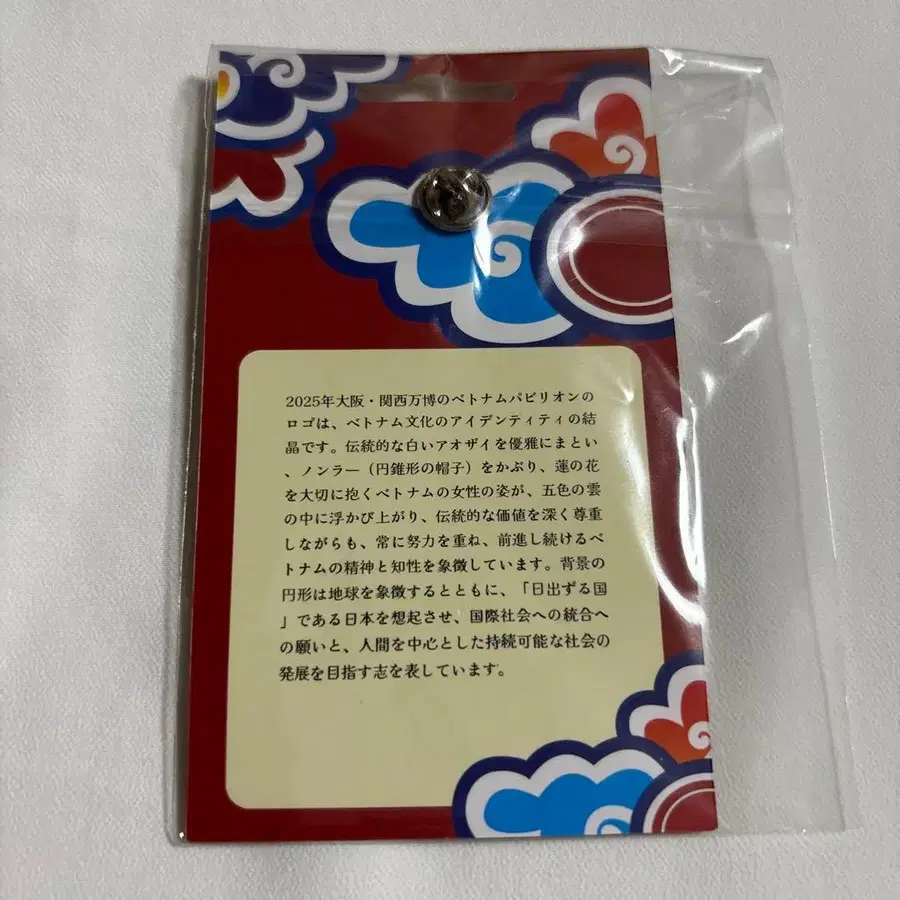 2025年大阪・関西万博のベトナムパビリオンの
ロゴは、ベトナム文化のアイデンティティの結
晶です。伝統的な白いアオザイを優雅にまとい
、ノンラー（円錐形の帽子）をかぶり、蓮の花
を大切に抱くベトナムの女性の姿が、五色の雲
の中に浮かび上がり、伝統的な価値を深く尊重
しながらも、常に努力を重ね、前進し続けるベ
トナムの精神と知性を象徴しています。背景の
円形は地球を象徴するとともに、「日出ずる国
」である日本を想起させ、国際社会への統合へ
の願いと、人間を中心とした持続可能な社会の
発展を目指す志を表しています。